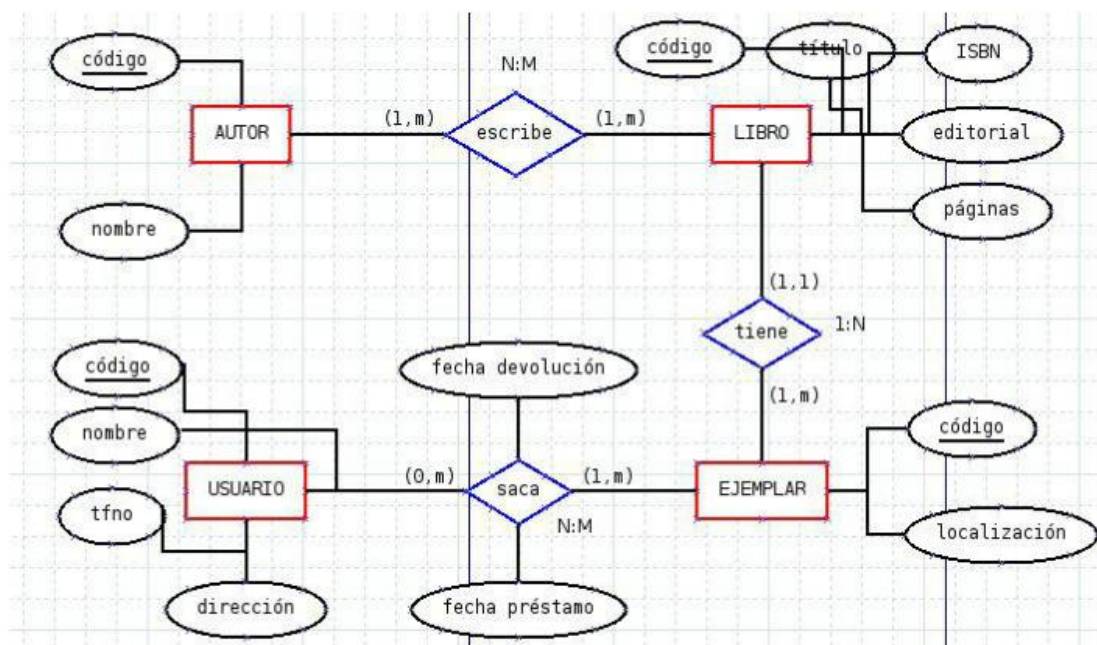 código
código
título
ISBN
N:M
AUTOR
(1,m)
escribe
(1,m)
LIBRO
editorial
nombre
páginas
(1,1)
tiene
1:N
código
fecha devolución
(1,m)
nombre
código
USUARIO
(0,m)
saca
(1,m)
EJEMPLAR
tfno
N:M
localización
dirección
fecha préstamo